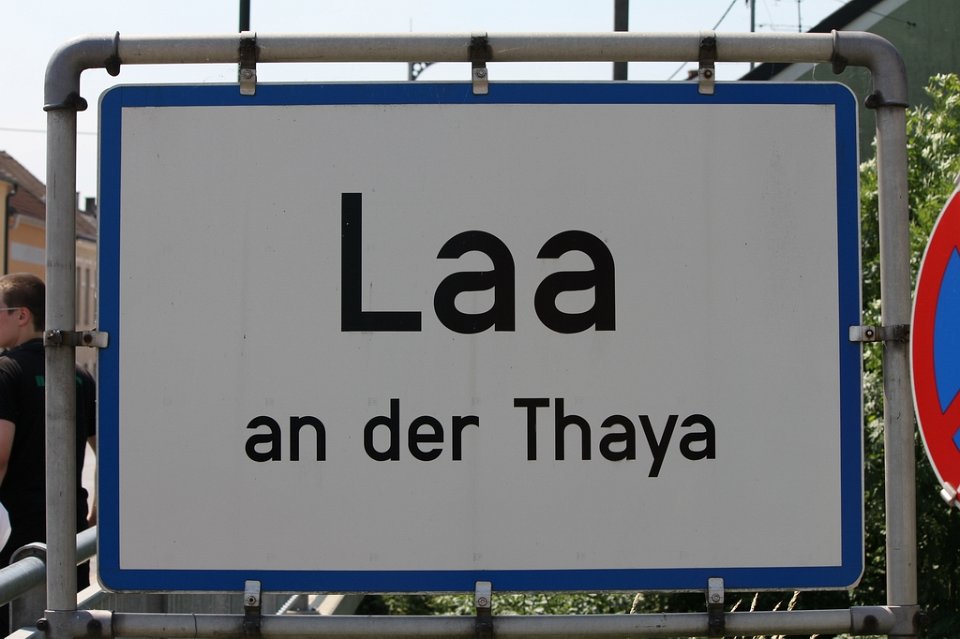 Laa
an der Thaya